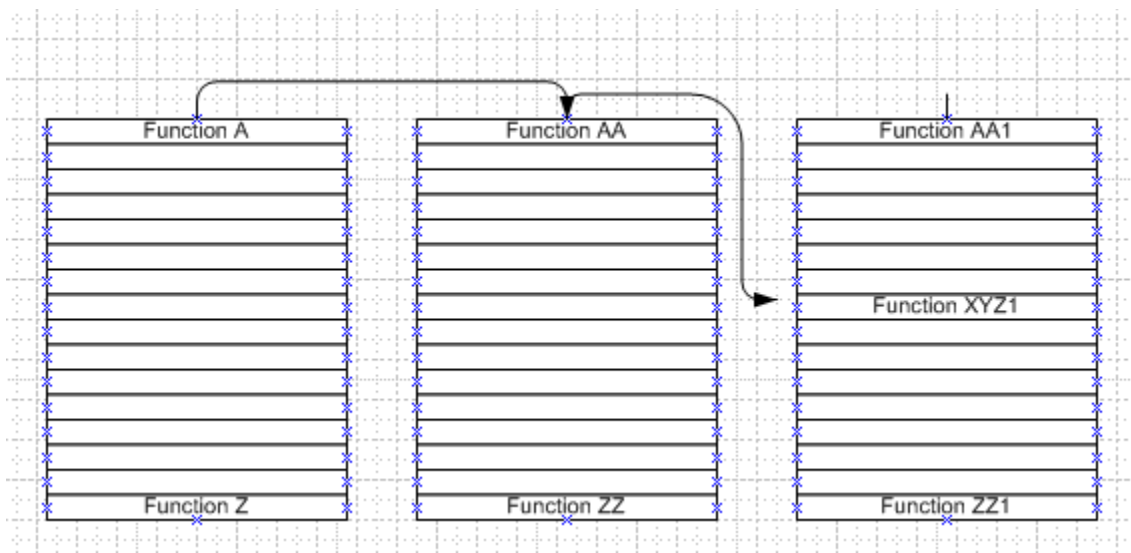 Function A
Function Z
Function AA
Function ZZ
Function AA1
Function XYZ1
Function ZZ1